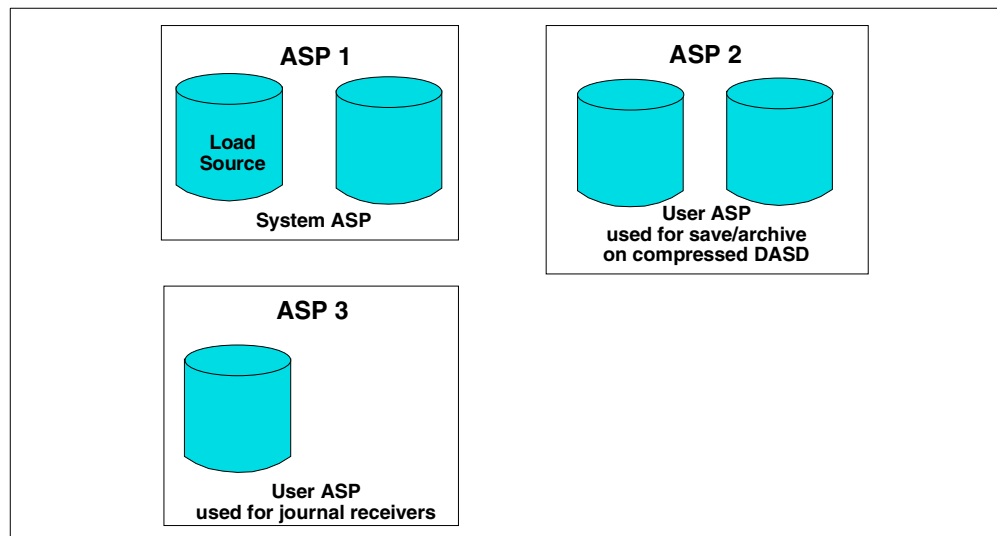 ASP 1
Load
Source
System ASP
ASP 2
User ASP
used for save/archive
on compressed DASD
ASP 3
User ASP
used for journal receivers